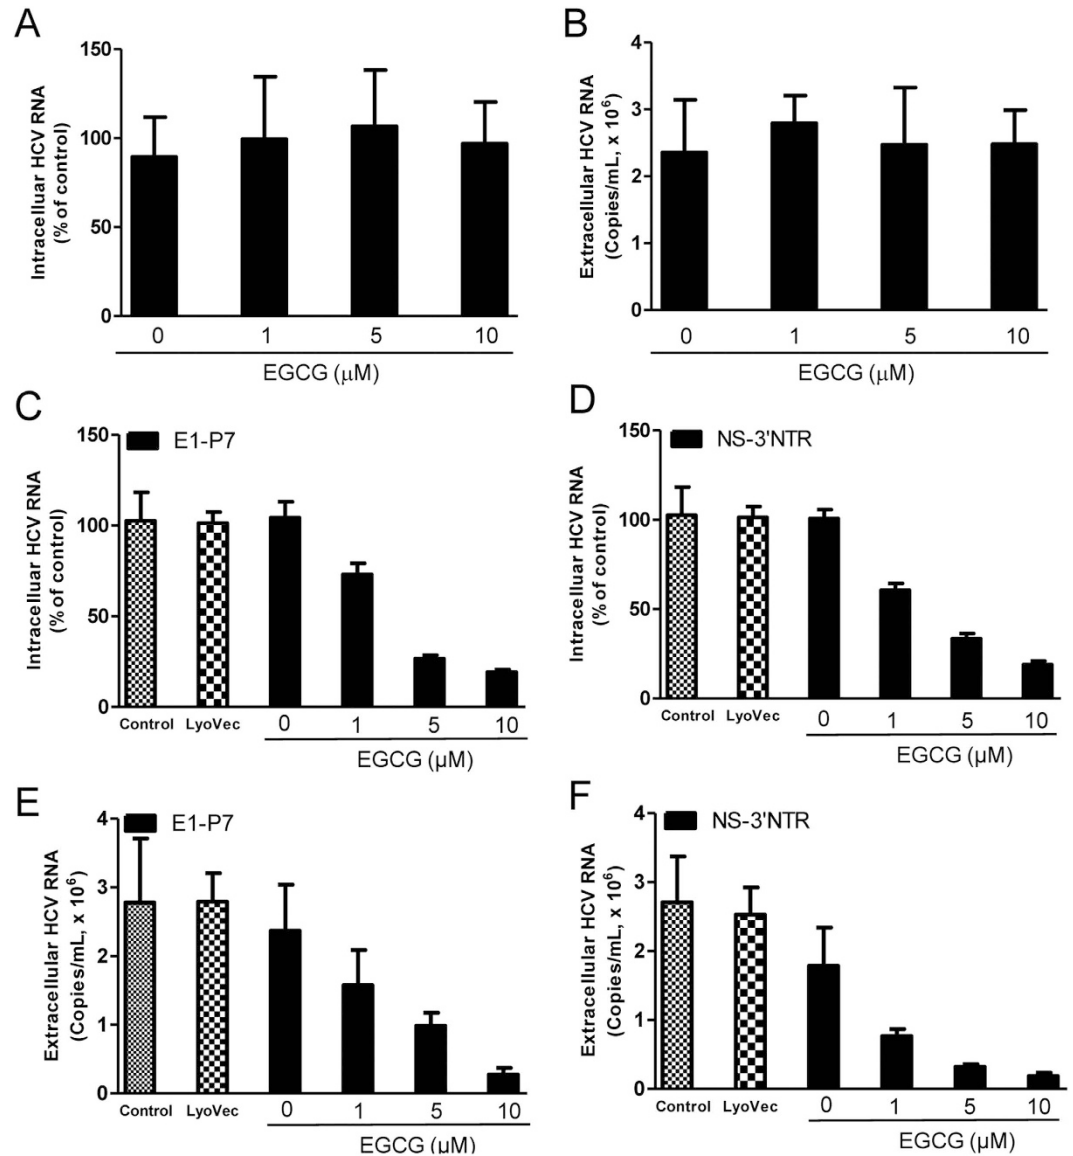 A
Intracelluar HCV RNA
(% of control)
150
100
50
0
0 1 5 10
EGCG (μM)
B
Extracellular HCV RNA
(Copies/mL, x 10⁶)
4
3
2
1
0
0 1 5 10
EGCG (μM)
C
E1-P7
Intracelluar HCV RNA
(% of control)
150
100
50
0
Control LyoVec 0 1 5 10
EGCG (μM)
D
NS-3'NTR
Intracelluar HCV RNA
(% of control)
150
100
50
0
Control LyoVec 0 1 5 10
EGCG (μM)
E
E1-P7
Extracellular HCV RNA
(Copies/mL, x 10⁶)
4
3
2
1
0
Control LyoVec 0 1 5 10
EGCG (μM)
F
NS-3'NTR
Extracellular HCV RNA
(Copies/mL, x 10⁶)
4
3
2
1
0
Control LyoVec 0 1 5 10
EGCG (μM)